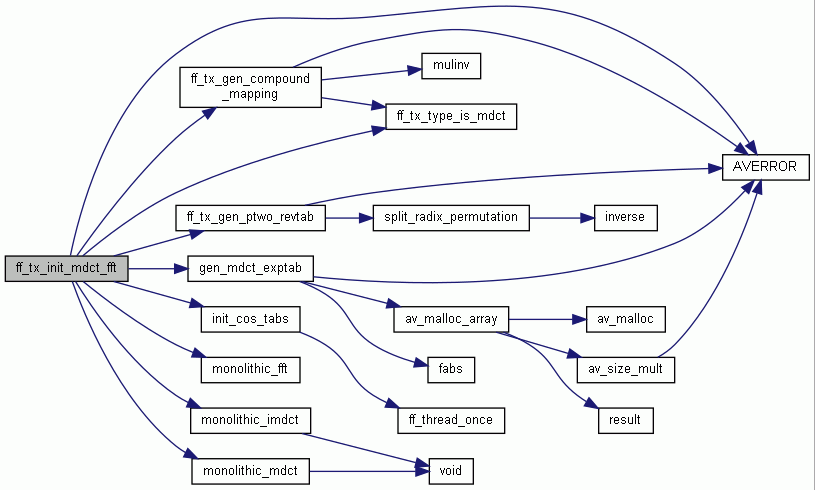 ff_tx_gen_compound
_mapping
mulinv
ff_tx_type_is_mdct
AVERROR
ff_tx_gen_ptwo_revtab
split_radix_permutation
inverse
ff_tx_init_mdct_fft
gen_mdct_exptab
init_cos_tabs
av_malloc_array
av_malloc
monolithic_fft
fabs
av_size_mult
monolithic_imdct
ff_thread_once
result
monolithic_mdct
void